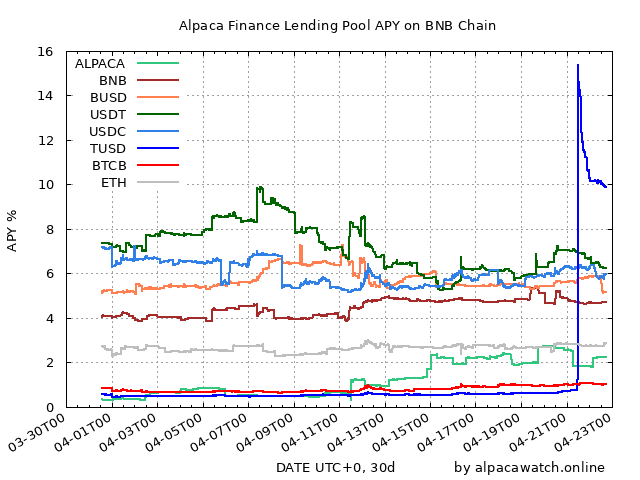 Alpaca Finance Lending Pool APY on BNB Chain
APY %
16
14
12
10
8
6
4
2
0
ALPACA
BNB
BUSD
USDT
USDC
TUSD
BTCB
ETH
03-30T00
04-01T00
04-03T00
04-05T00
04-07T00
04-09T00
04-11T00
04-13T00
04-15T00
04-17T00
04-19T00
04-21T00
04-23T00
DATE UTC+0, 30d
by alpacawatch.online